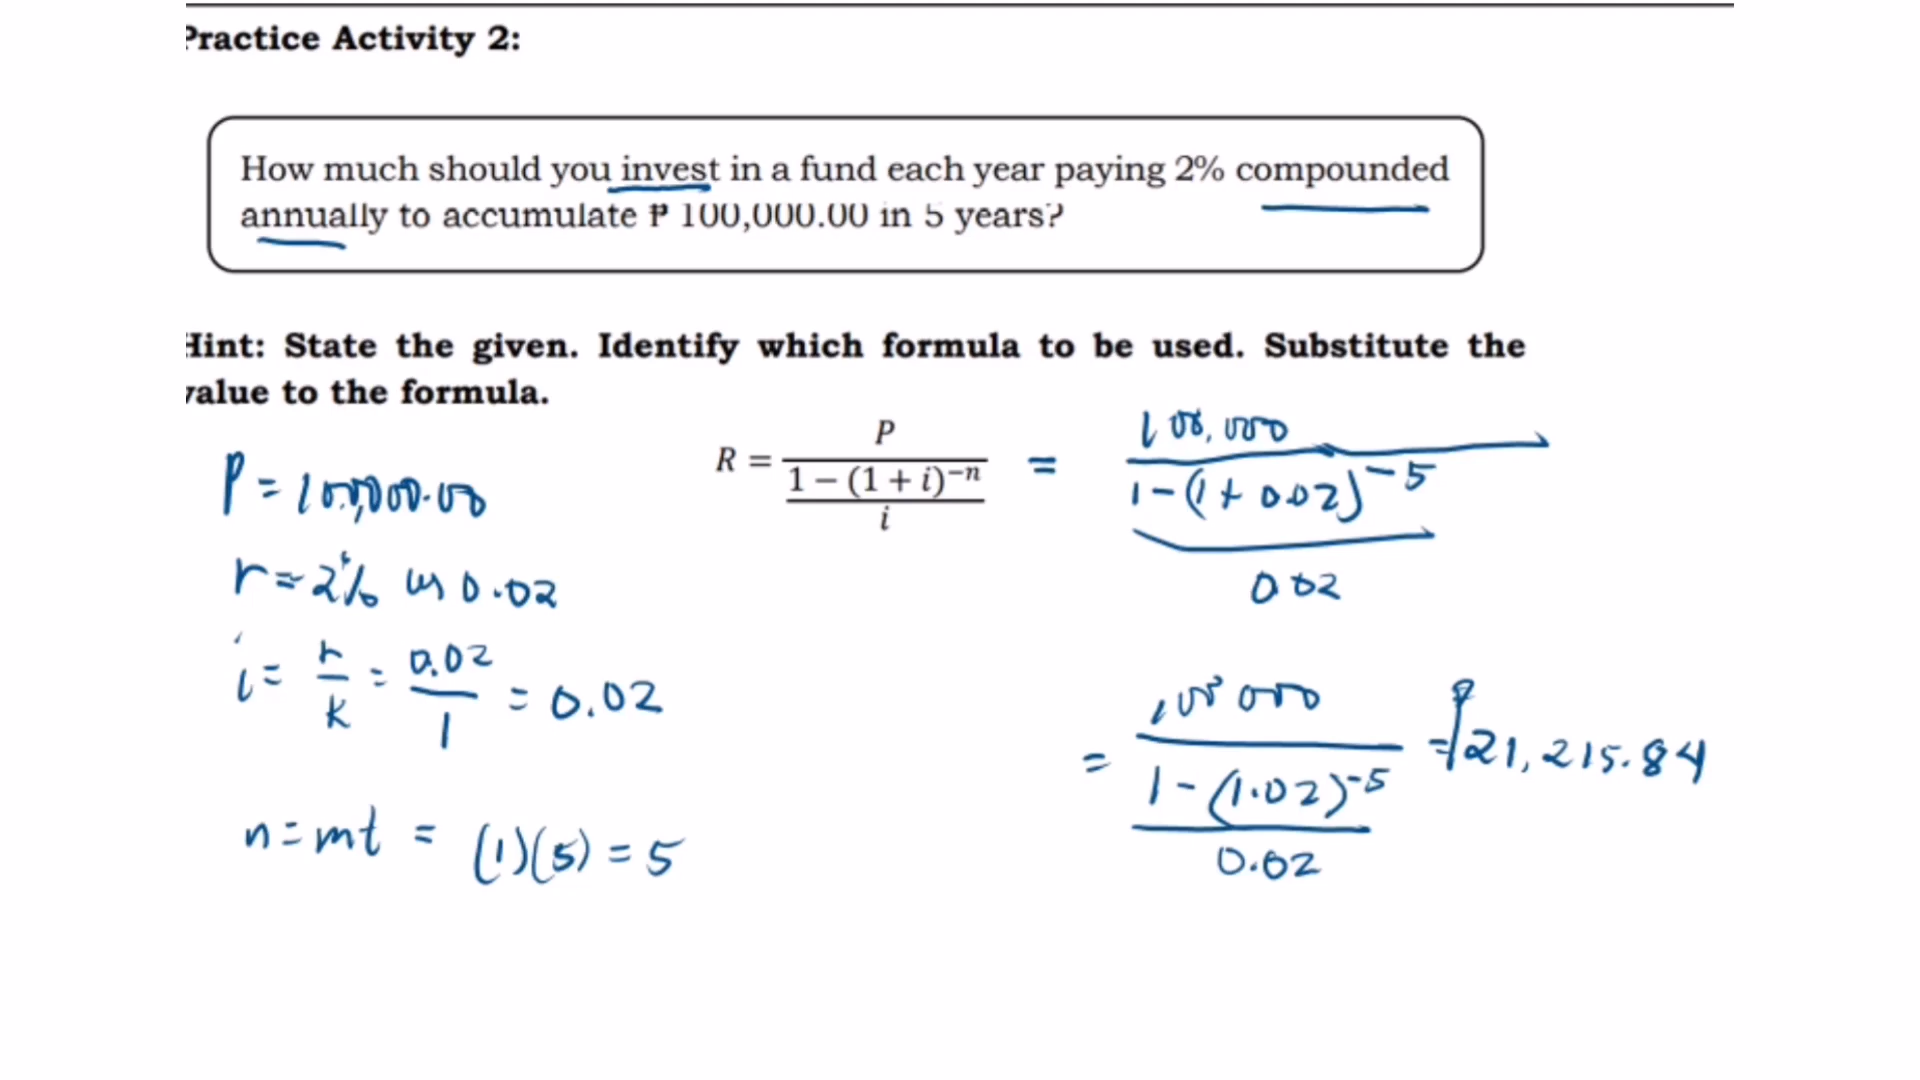 Practice Activity 2:
How much should you invest in a fund each year paying 2% compounded
annually to accumulate ₱ 100,000.00 in 5 years?
Hint: State the given. Identify which formula to be used. Substitute the
value to the formula.
P = 100,000.00
r = 2% or 0.02
i = r/k = 0.02/1 = 0.02
n = mt = (1)(5) = 5
R = P / ((1 − (1 + i)^−n) / i) = 100,000 / ((1 - (1 + 0.02)^-5) / 0.02)
= 100 000 / ((1 - (1.02)^-5) / 0.02) = ₱21,215.84